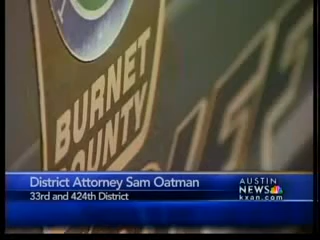 BURNET
COUNTY
District Attorney Sam Oatman
33rd and 424th District
AUSTIN
NEWS
kxan.com